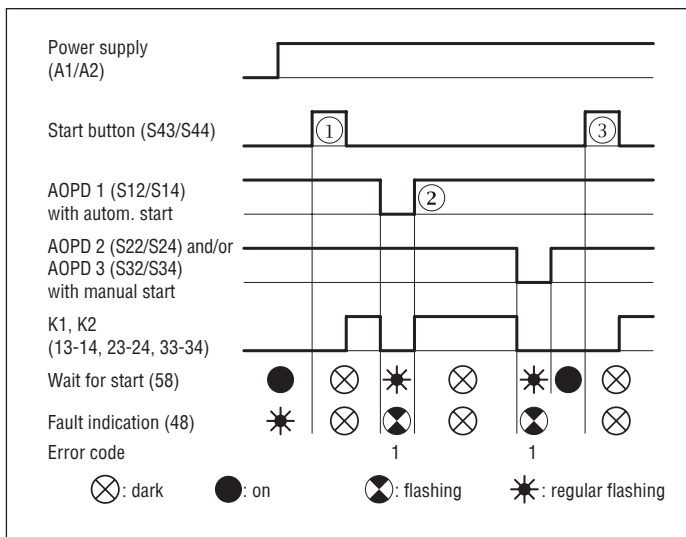 Power supply
(A1/A2)
Start button (S43/S44)
1
3
AOPD 1 (S12/S14)
with autom. start
2
AOPD 2 (S22/S24) and/or
AOPD 3 (S32/S34)
with manual start
K1, K2
(13-14, 23-24, 33-34)
Wait for start (58)
Fault indication (48)
Error code 1 1
: dark : on : flashing : regular flashing